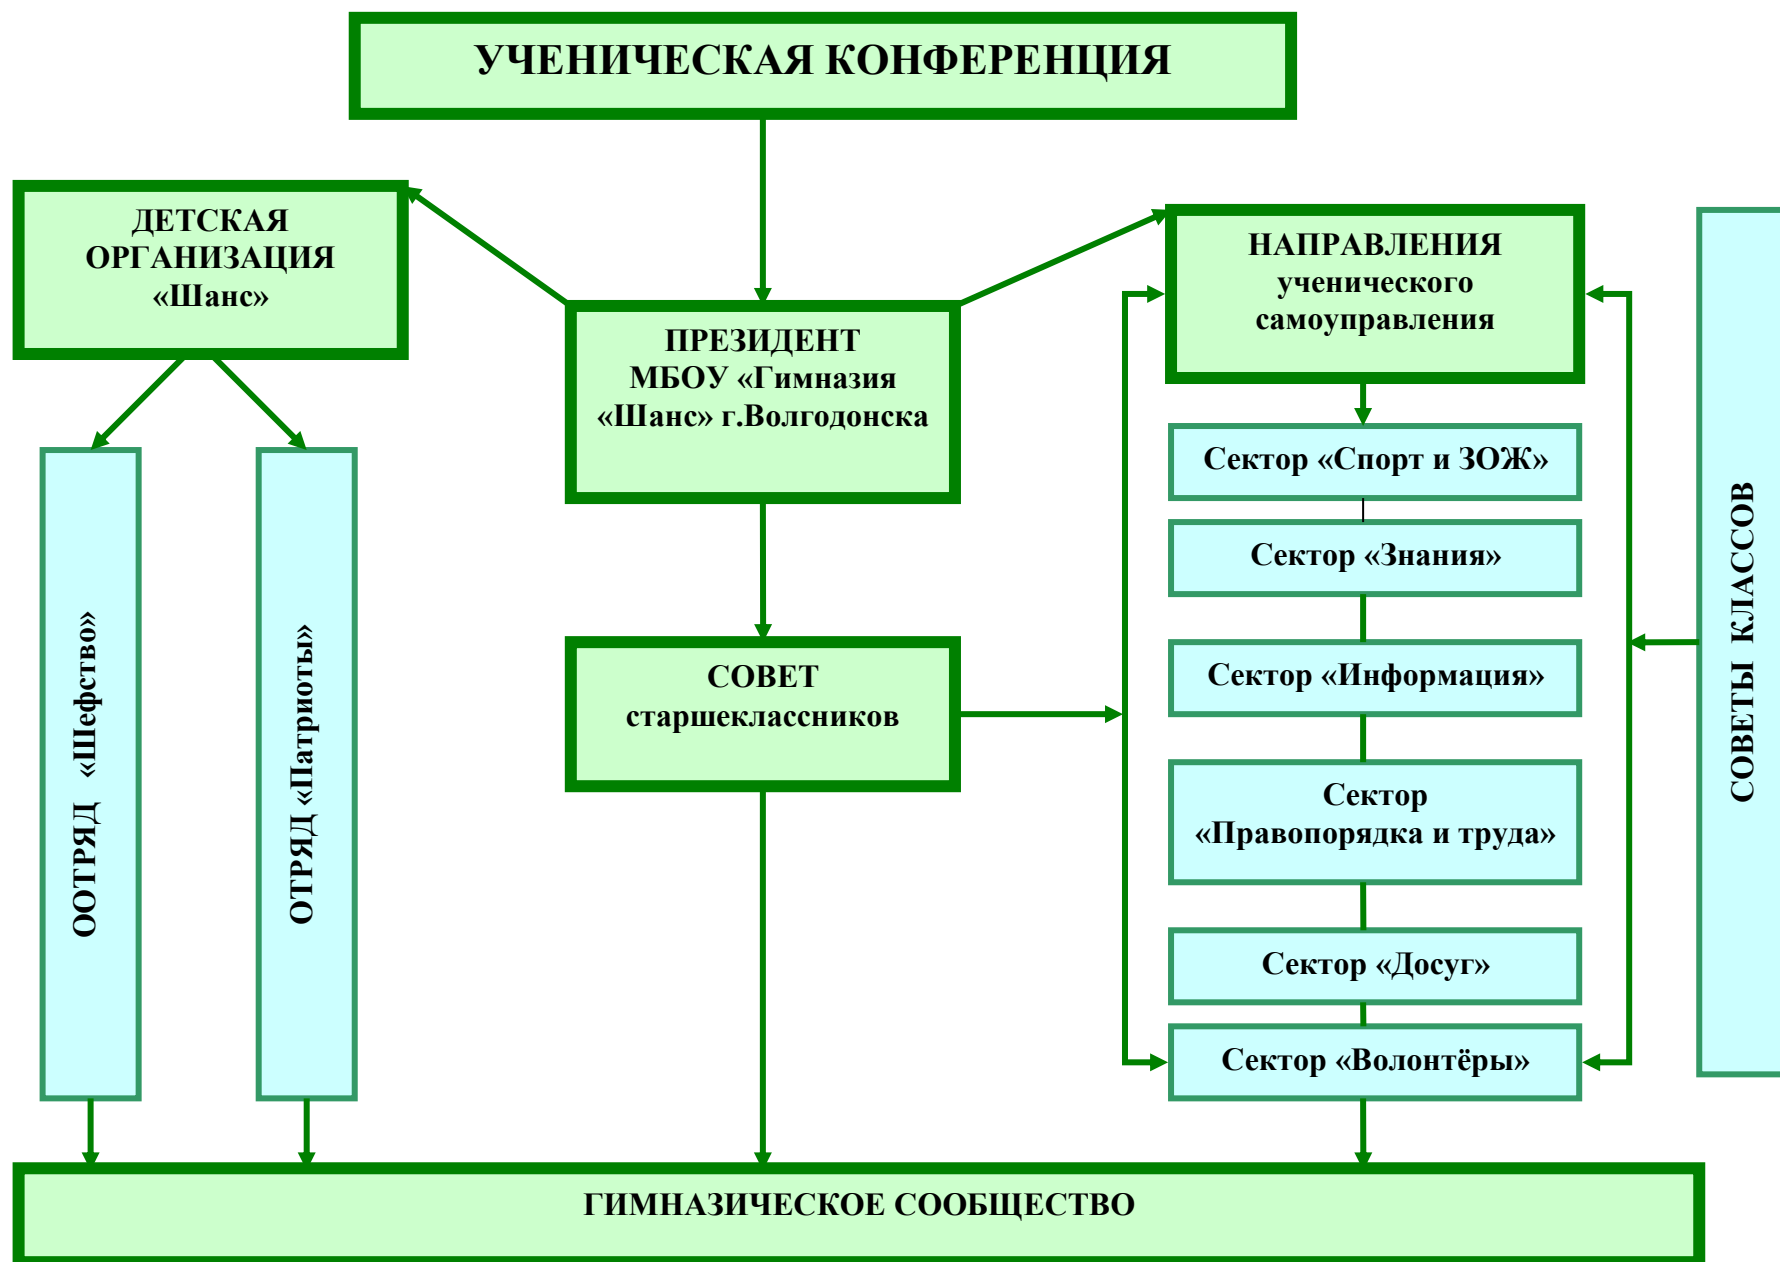 УЧЕНИЧЕСКАЯ КОНФЕРЕНЦИЯ
ДЕТСКАЯ
ОРГАНИЗАЦИЯ
«Шанс»
ПРЕЗИДЕНТ
МБОУ «Гимназия
«Шанс» г.Волгодонска
НАПРАВЛЕНИЯ
ученического
самоуправления
ООТРЯД «Шефство»
ОТРЯД «Патриоты»
СОВЕТ
старшеклассников
Сектор «Спорт и ЗОЖ»
Сектор «Знания»
Сектор «Информация»
Сектор
«Правопорядка и труда»
Сектор «Досуг»
Сектор «Волонтёры»
СОВЕТЫ КЛАССОВ
ГИМНАЗИЧЕСКОЕ СООБЩЕСТВО